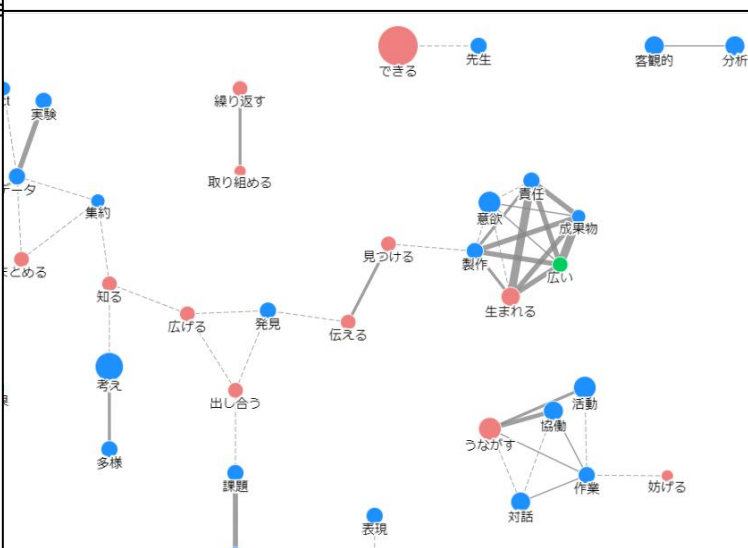 できる
先生
客観的
分析
繰り返す
実験
取り組める
データ
集約
責任
意欲
成果物
見つける
製作
広い
まとめる
知る
生まれる
広げる
発見
伝える
考え
出し合う
活動
協働
うながす
多様
課題
作業
妨げる
対話
表現